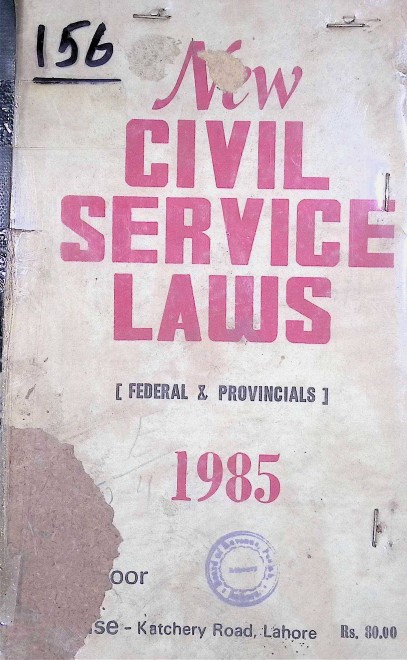 156
New
CIVIL
SERVICE
LAWS
[ FEDERAL & PROVINCIALS ]
1985
oor
se - Katchery Road, Lahore Rs. 80.00